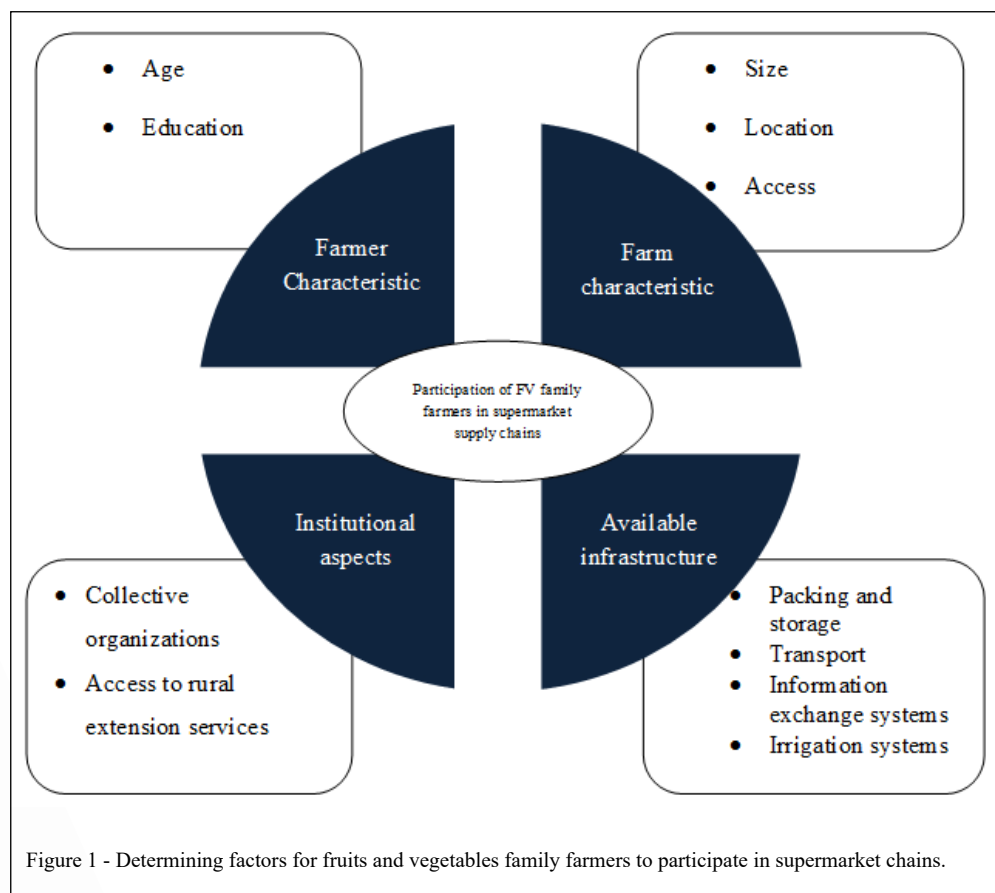 • Age
• Education
• Size
• Location
• Access
Farmer
Characteristic
Farm
characteristic
Participation of FV family
farmers in supermarket
supply chains
Institutional
aspects
Available
infrastructure
• Collective
organizations
• Access to rural
extension services
• Packing and
storage
• Transport
• Information
exchange systems
• Irrigation systems
Figure 1 - Determining factors for fruits and vegetables family farmers to participate in supermarket chains.